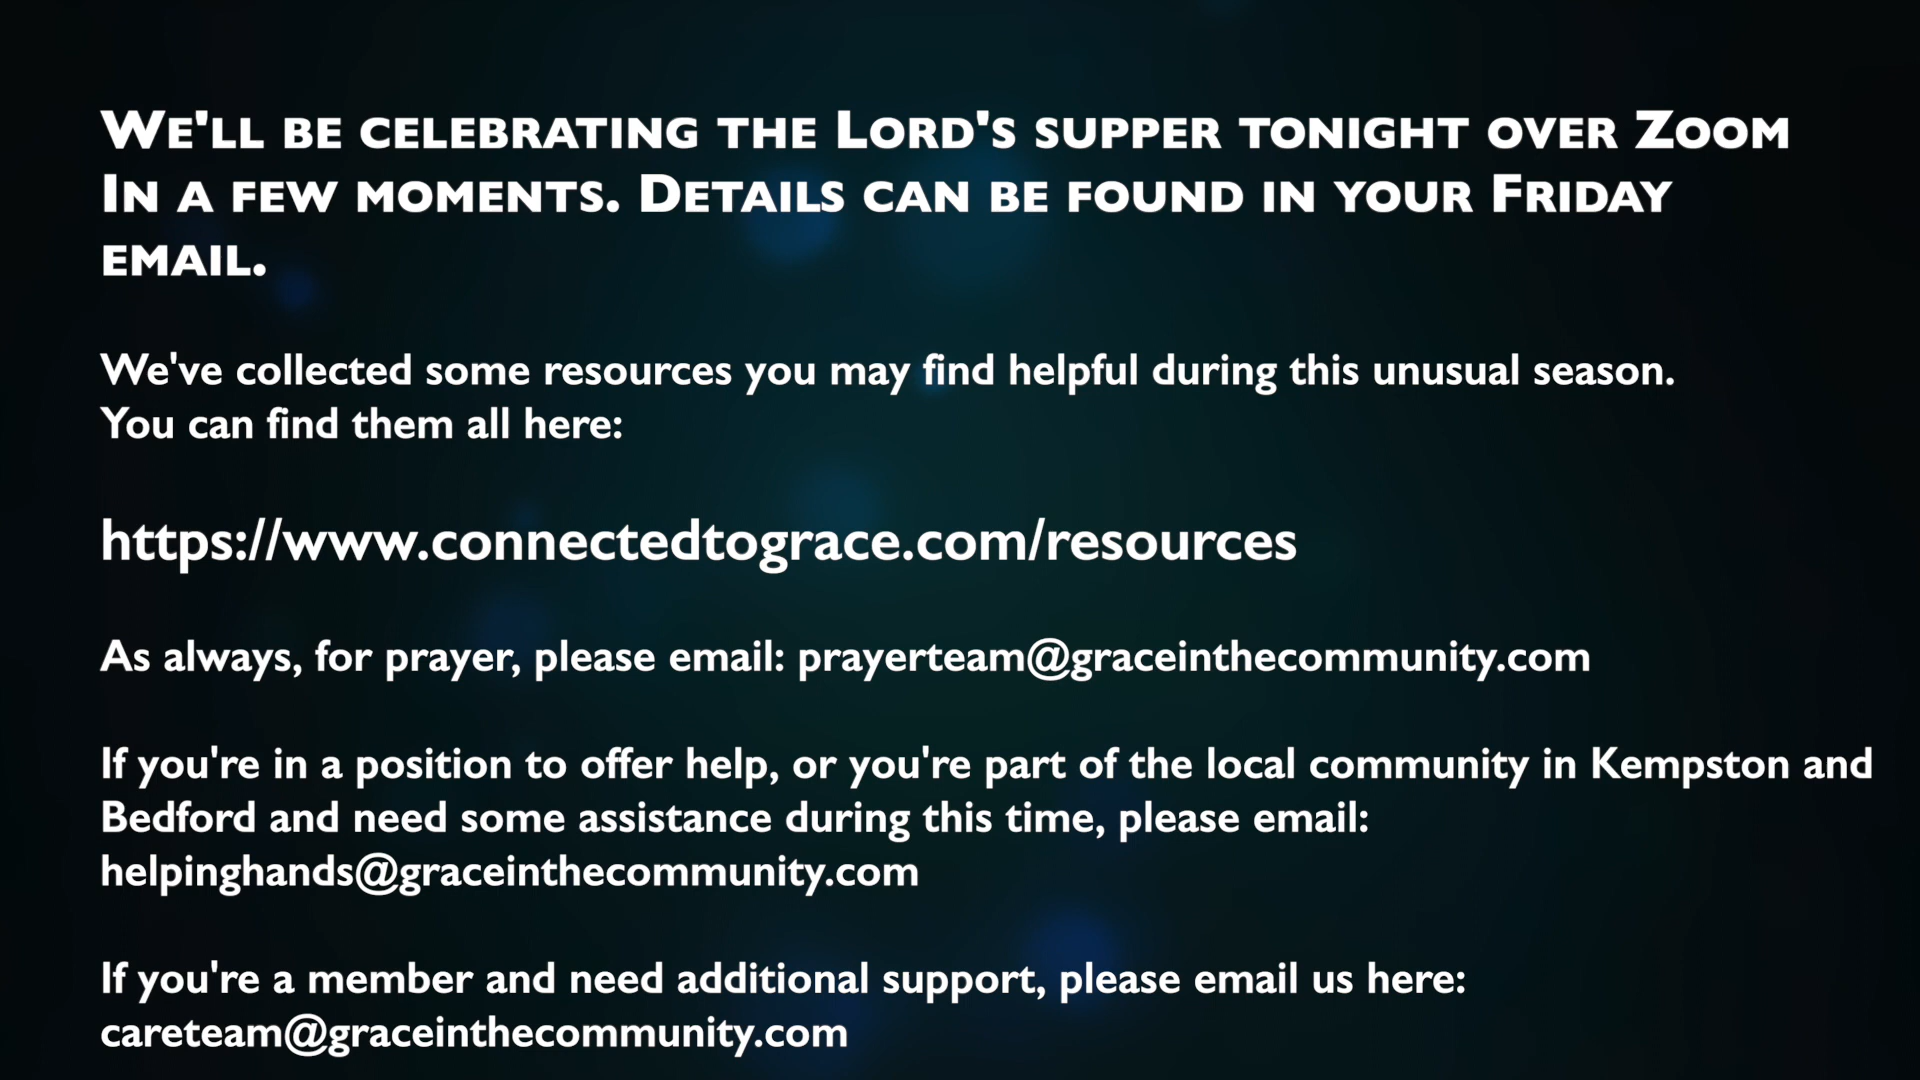 We'll be celebrating the Lord's supper tonight over Zoom
In a few moments. Details can be found in your Friday
email.
We've collected some resources you may find helpful during this unusual season.
You can find them all here:
https://www.connectedtograce.com/resources
As always, for prayer, please email: prayerteam@graceinthecommunity.com
If you're in a position to offer help, or you're part of the local community in Kempston and
Bedford and need some assistance during this time, please email:
helpinghands@graceinthecommunity.com
If you're a member and need additional support, please email us here:
careteam@graceinthecommunity.com